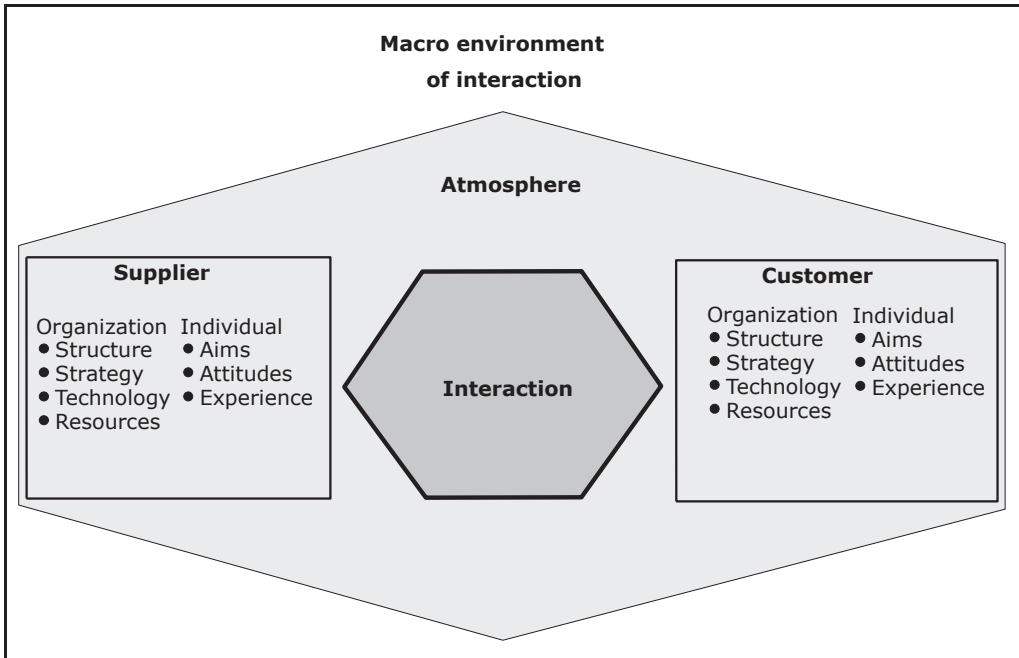 Macro environment
of interaction
Atmosphere
Supplier
Organization Individual
● Structure ● Aims
● Strategy ● Attitudes
● Technology ● Experience
● Resources
Interaction
Customer
Organization Individual
● Structure ● Aims
● Strategy ● Attitudes
● Technology ● Experience
● Resources